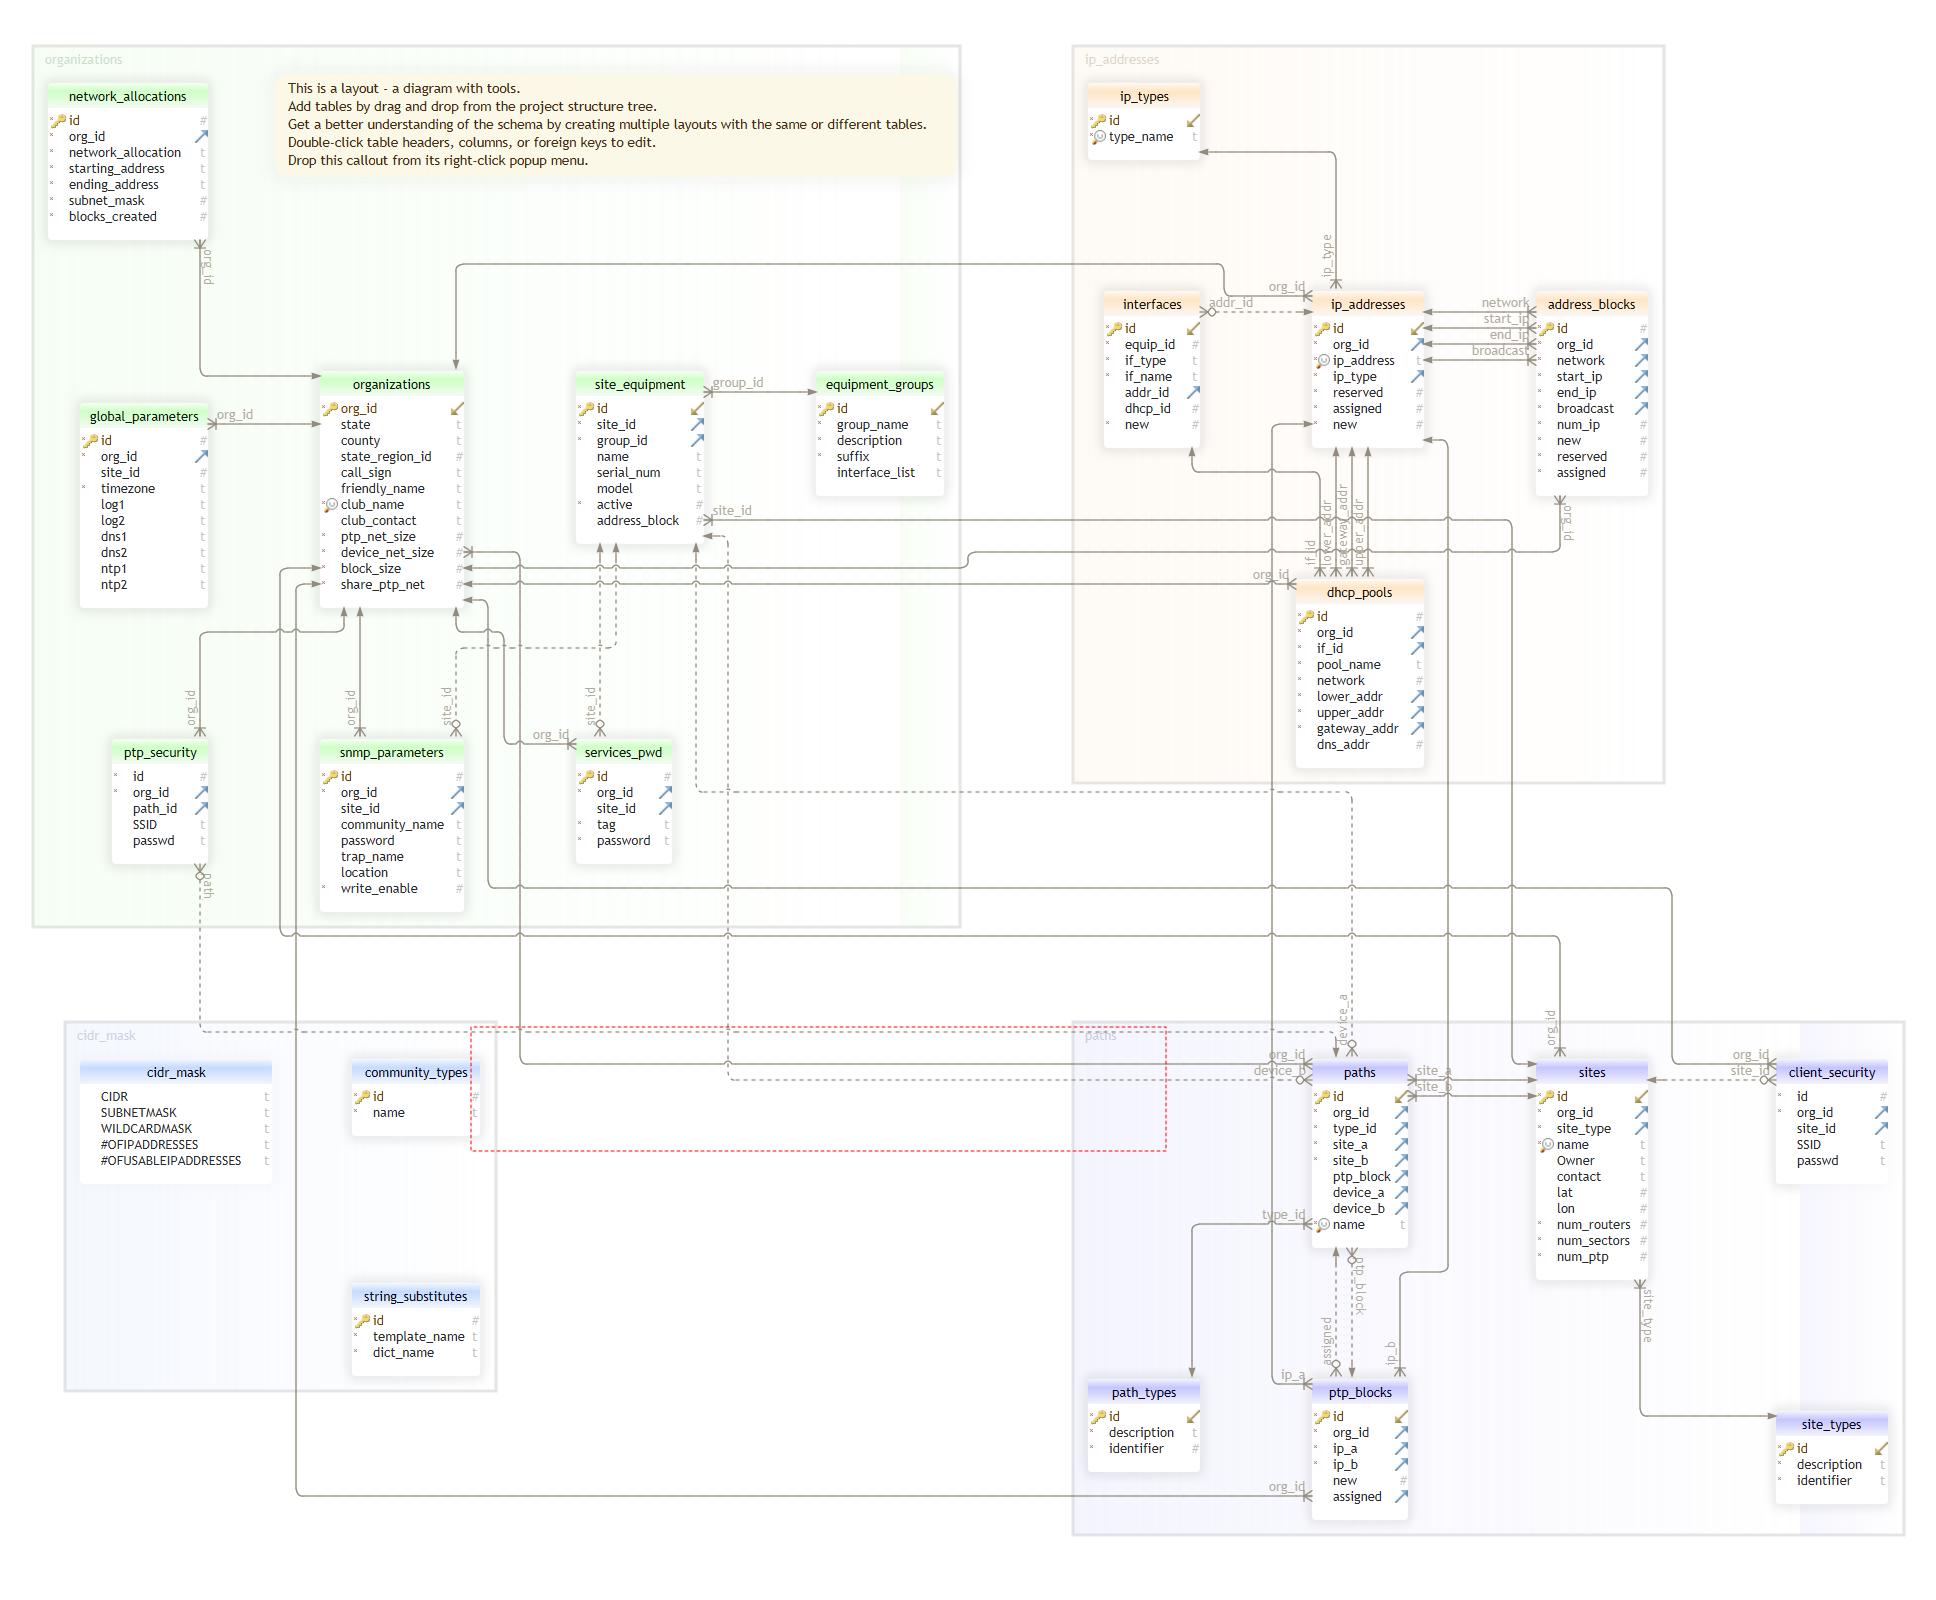 organizations
network_allocations
id #
org_id
network_allocation t
starting_address t
ending_address t
subnet_mask #
blocks_created #
org_id
This is a layout - a diagram with tools.
Add tables by drag and drop from the project structure tree.
Get a better understanding of the schema by creating multiple layouts with the same or different tables.
Double-click table headers, columns, or foreign keys to edit.
Drop this callout from its right-click popup menu.
global_parameters
id #
org_id
site_id #
timezone t
log1 t
log2 t
dns1 t
dns2 t
ntp1 t
ntp2 t
org_id
organizations
org_id
state t
county t
state_region_id #
call_sign t
friendly_name t
club_name t
club_contact t
ptp_net_size #
device_net_size #
block_size #
share_ptp_net #
site_equipment
id
site_id
group_id
name t
serial_num t
model t
active #
address_block #
group_id
site_id
equipment_groups
id
group_name t
description t
suffix t
interface_list t
org_id
org_id
site_id
site_id
org_id
ptp_security
id #
org_id
path_id
SSID t
passwd t
path
snmp_parameters
id #
org_id
site_id
community_name t
password t
trap_name t
location t
write_enable #
services_pwd
id #
org_id
site_id
tag t
password t
ip_addresses
ip_types
id
type_name t
ip_type
org_id
addr_id
interfaces
id
equip_id #
if_type t
if_name t
addr_id
dhcp_id #
new #
ip_addresses
id
org_id
ip_address t
ip_type
reserved #
assigned #
new #
network
start_ip
end_ip
broadcast
address_blocks
id #
org_id
network
start_ip
end_ip
broadcast
num_ip #
new #
reserved #
assigned #
org_id
if_id
lower_addr
gateway_addr
upper_addr
org_id
dhcp_pools
id #
org_id
if_id
pool_name t
network #
lower_addr
upper_addr
gateway_addr
dns_addr #
cidr_mask
cidr_mask
CIDR t
SUBNETMASK t
WILDCARDMASK t
#OFIPADDRESSES t
#OFUSABLEIPADDRESSES t
community_types
id #
name t
string_substitutes
id #
template_name t
dict_name t
paths
device_a
org_id
device_b
paths
id
org_id
type_id
site_a
site_b
ptp_block
device_a
device_b
name t
type_id
site_a
site_b
org_id
sites
id
org_id
site_type
name t
Owner t
contact t
lat #
lon #
num_routers #
num_sectors #
num_ptp #
org_id
site_id
client_security
id #
org_id
site_id
SSID t
passwd t
ptp_block
assigned
ip_b
ip_a
site_type
path_types
id
description t
identifier #
ptp_blocks
id
org_id
ip_a
ip_b
new #
assigned
org_id
site_types
id
description t
identifier t